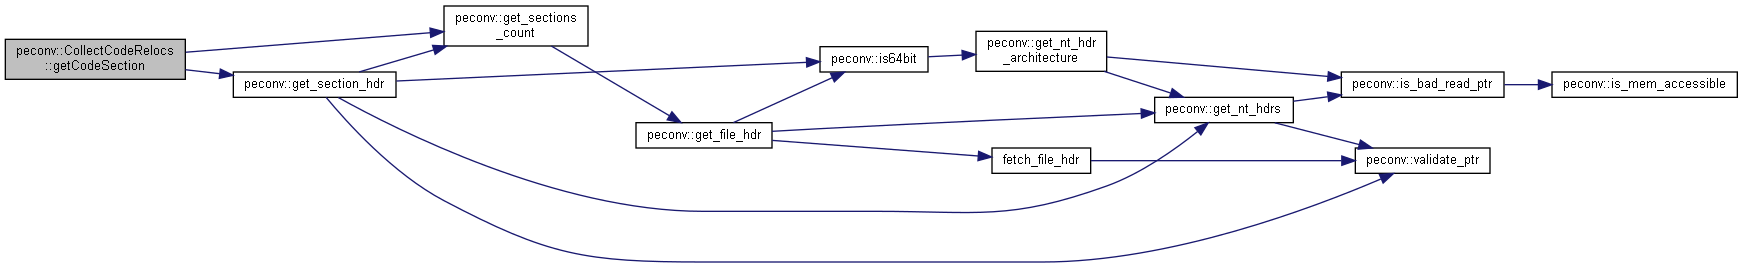 peconv::CollectCodeRelocs
::getCodeSection
peconv::get_sections
_count
peconv::get_section_hdr
peconv::get_file_hdr
peconv::is64bit
peconv::get_nt_hdr
_architecture
peconv::get_nt_hdrs
fetch_file_hdr
peconv::is_bad_read_ptr
peconv::validate_ptr
peconv::is_mem_accessible